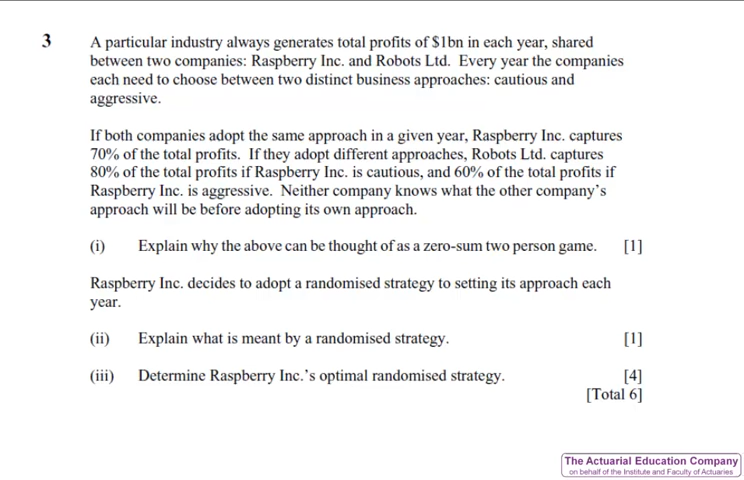 3 A particular industry always generates total profits of $1bn in each year, shared
between two companies: Raspberry Inc. and Robots Ltd. Every year the companies
each need to choose between two distinct business approaches: cautious and
aggressive.
If both companies adopt the same approach in a given year, Raspberry Inc. captures
70% of the total profits. If they adopt different approaches, Robots Ltd. captures
80% of the total profits if Raspberry Inc. is cautious, and 60% of the total profits if
Raspberry Inc. is aggressive. Neither company knows what the other company's
approach will be before adopting its own approach.
(i) Explain why the above can be thought of as a zero-sum two person game. [1]
Raspberry Inc. decides to adopt a randomised strategy to setting its approach each
year.
(ii) Explain what is meant by a randomised strategy. [1]
(iii) Determine Raspberry Inc.'s optimal randomised strategy. [4]
[Total 6]
The Actuarial Education Company
on behalf of the Institute and Faculty of Actuaries